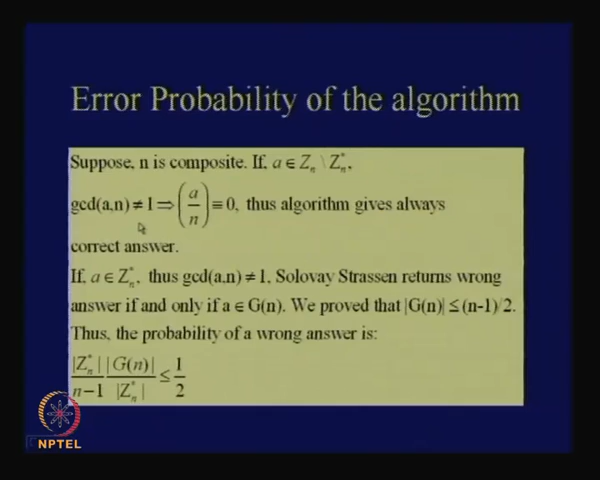 Error Probability of the algorithm
Suppose, n is composite. If, a ∈ Z_n \ Z_n^*,
gcd(a,n) ≠ 1 ⇒ (a/n) ≡ 0, thus algorithm gives always
correct answer.
If, a ∈ Z_n^*, thus gcd(a,n) ≠ 1, Solovay Strassen returns wrong
answer if and only if a ∈ G(n). We proved that |G(n)| ≤ (n-1)/2.
Thus, the probability of a wrong answer is:
|Z_n^*| / (n−1) |G(n)| / |Z_n^*| ≤ 1/2
NPTEL